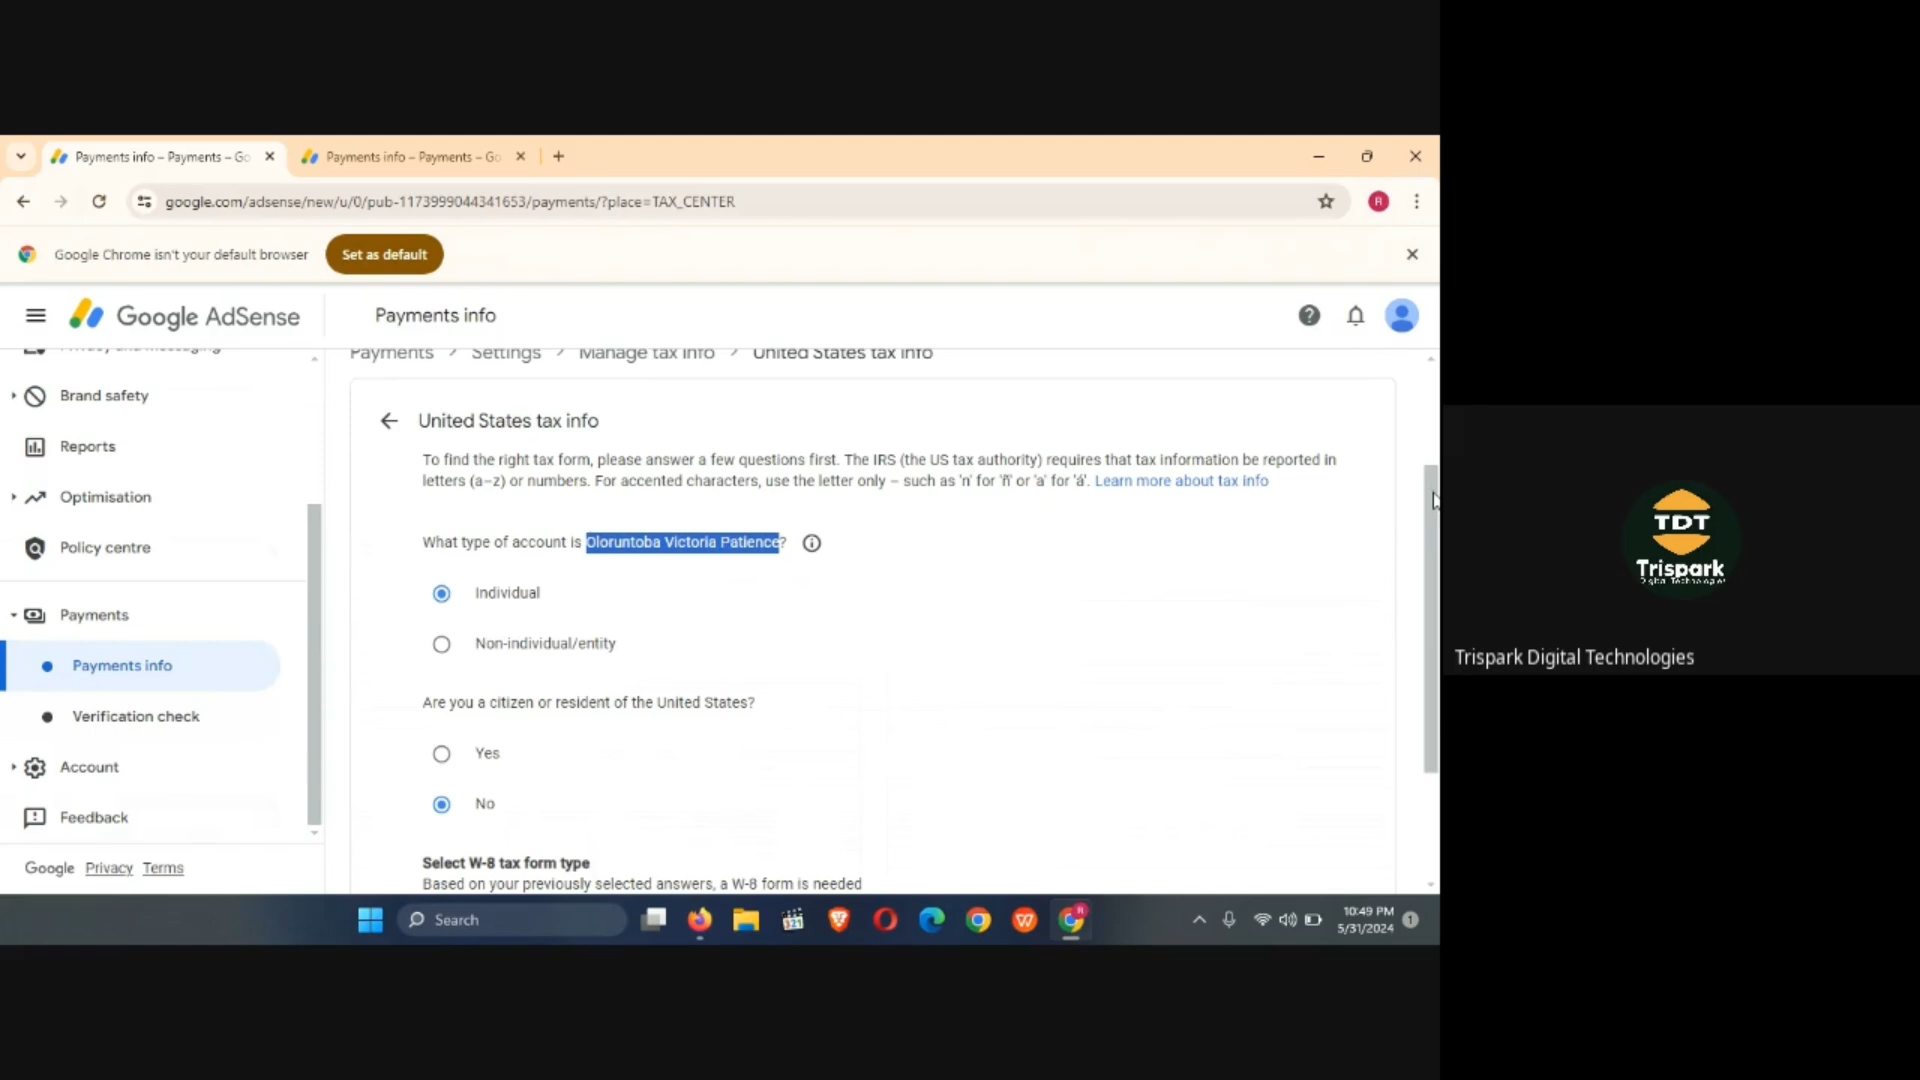 Payments info – Payments – Go
Payments info – Payments – Go
google.com/adsense/new/u/0/pub-1173999044341653/payments/?place=TAX_CENTER
R
Google Chrome isn't your default browser
Set as default
Google AdSense
Payments info
Privacy and messaging
Brand safety
Reports
Optimisation
Policy centre
Payments
Payments info
Verification check
Account
Feedback
Google Privacy Terms
Payments > Settings > Manage tax info > United States tax info
United States tax info
To find the right tax form, please answer a few questions first. The IRS (the US tax authority) requires that tax information be reported in
letters (a–z) or numbers. For accented characters, use the letter only – such as 'n' for 'ñ' or 'a' for 'á'. Learn more about tax info
What type of account is Oloruntoba Victoria Patience?
Individual
Non-individual/entity
Are you a citizen or resident of the United States?
Yes
No
Select W-8 tax form type
Based on your previously selected answers, a W-8 form is needed
Search
10:49 PM
5/31/2024
1
TDT
Trispark
Digital Technologies
Trispark Digital Technologies